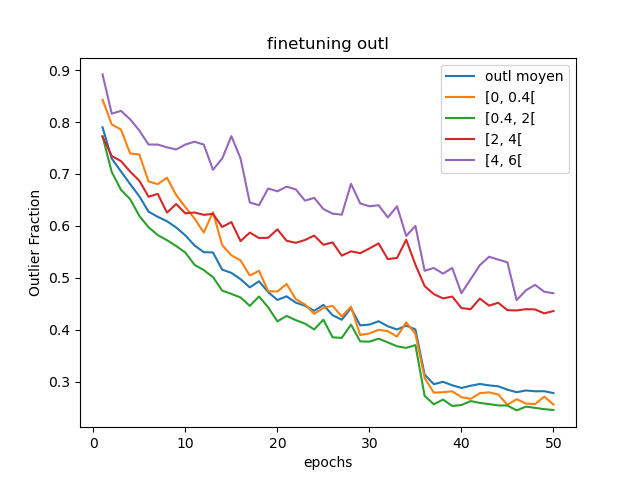 finetuning outl
outl moyen
[0, 0.4[
[0.4, 2[
[2, 4[
[4, 6[
Outlier Fraction
0.9
0.8
0.7
0.6
0.5
0.4
0.3
0 10 20 30 40 50
epochs